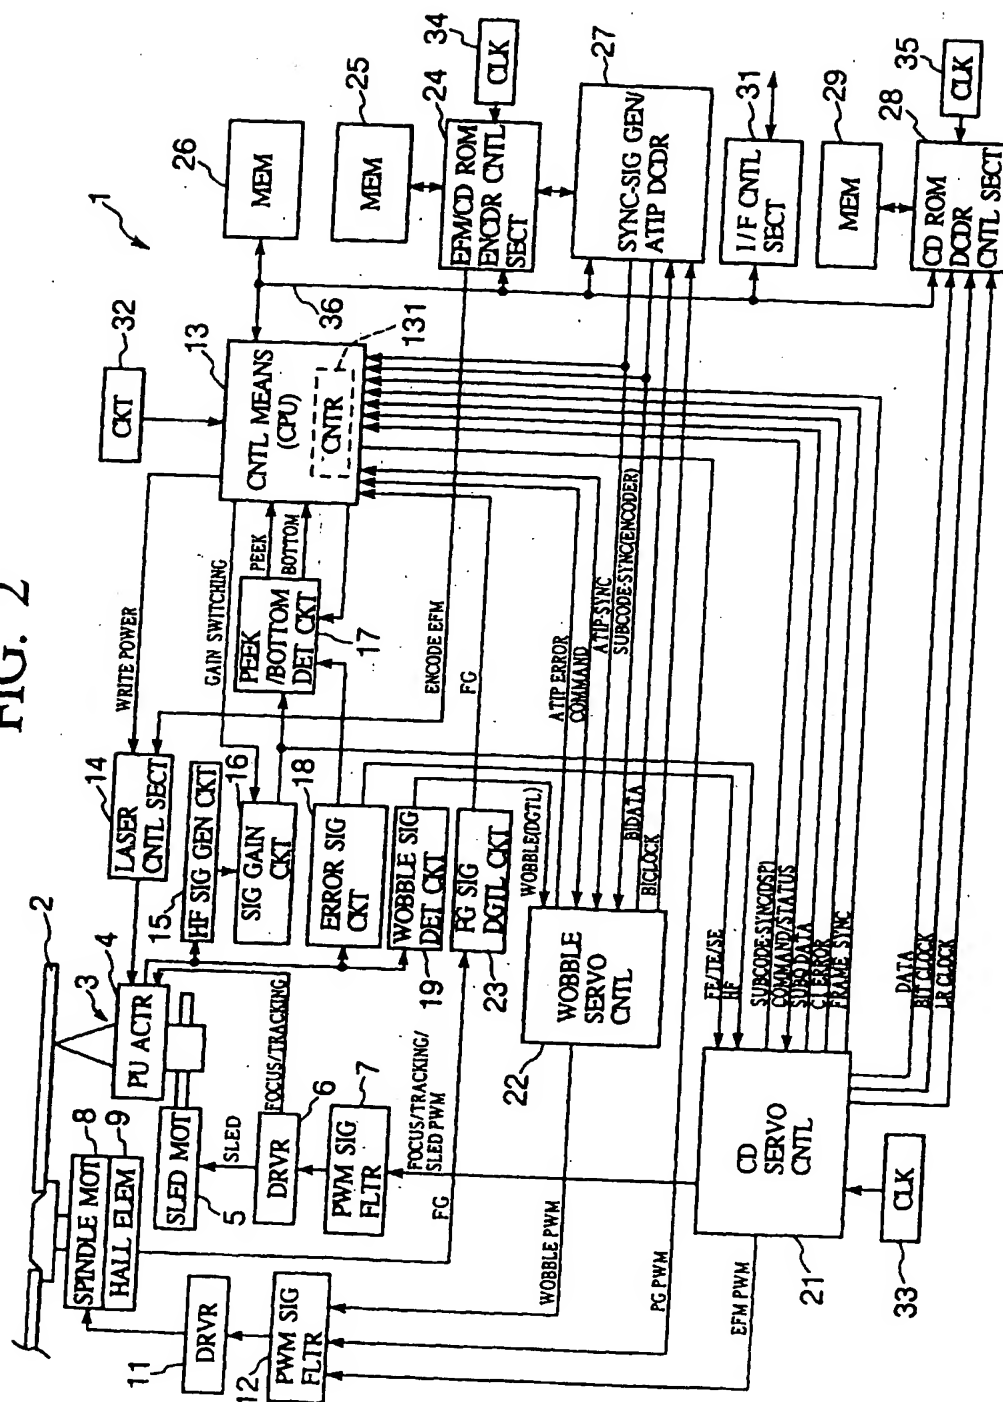 FIG. 2
1
2
3
4
PU ACTR
SPINDLE MOT
8
HALL ELEM
9
SLED MOT
5
SLED
FOCUS/TRACKING
DRVR
6
PWM SIG
FLTR
7
FOCUS/TRACKING/
SLED PWM
FG
DRVR
11
PWM SIG
FLTR
12
WOBBLE PWM
PG PWM
EFM PWM
LASER
CNTL SECT
14
HF SIG GEN CKT
15
SIG GAIN
CKT
16
ERROR SIG
CKT
18
WOBBLE SIG
DET CKT
19
FG SIG
DGTL CKT
23
WRITE POWER
GAIN SWITCHING
PEEK
BOTTOM
PEEK
/BOTTOM
DET CKT
17
ENCODE EFM
FG
CKT
32
CNTL MEANS
(CPU)
13
CNTR
131
36
MEM
26
MEM
25
EFM/CD ROM
ENCDR CNTL
SECT
24
CLK
34
SYNC-SIG GEN/
ATIP DCDR
27
I/F CNTL
SECT
31
MEM
29
CD ROM
DCDR
CNTL SECT
28
CLK
35
WOBBLE
SERVO
CNTL
22
WOBBLE(DGTL)
ATIP ERROR
COMMAND
ATIP-SYNC
SUBCODE-SYNC(ENCODER)
BIDATA
BICLOCK
CD
SERVO
CNTL
21
CLK
33
FE/TE/SE
HF
SUBCODE-SYNC(DSP)
COMMAND/STATUS
SUBQ DATA
C1 ERROR
FRAME SYNC
DATA
BIT CLOCK
LR CLOCK